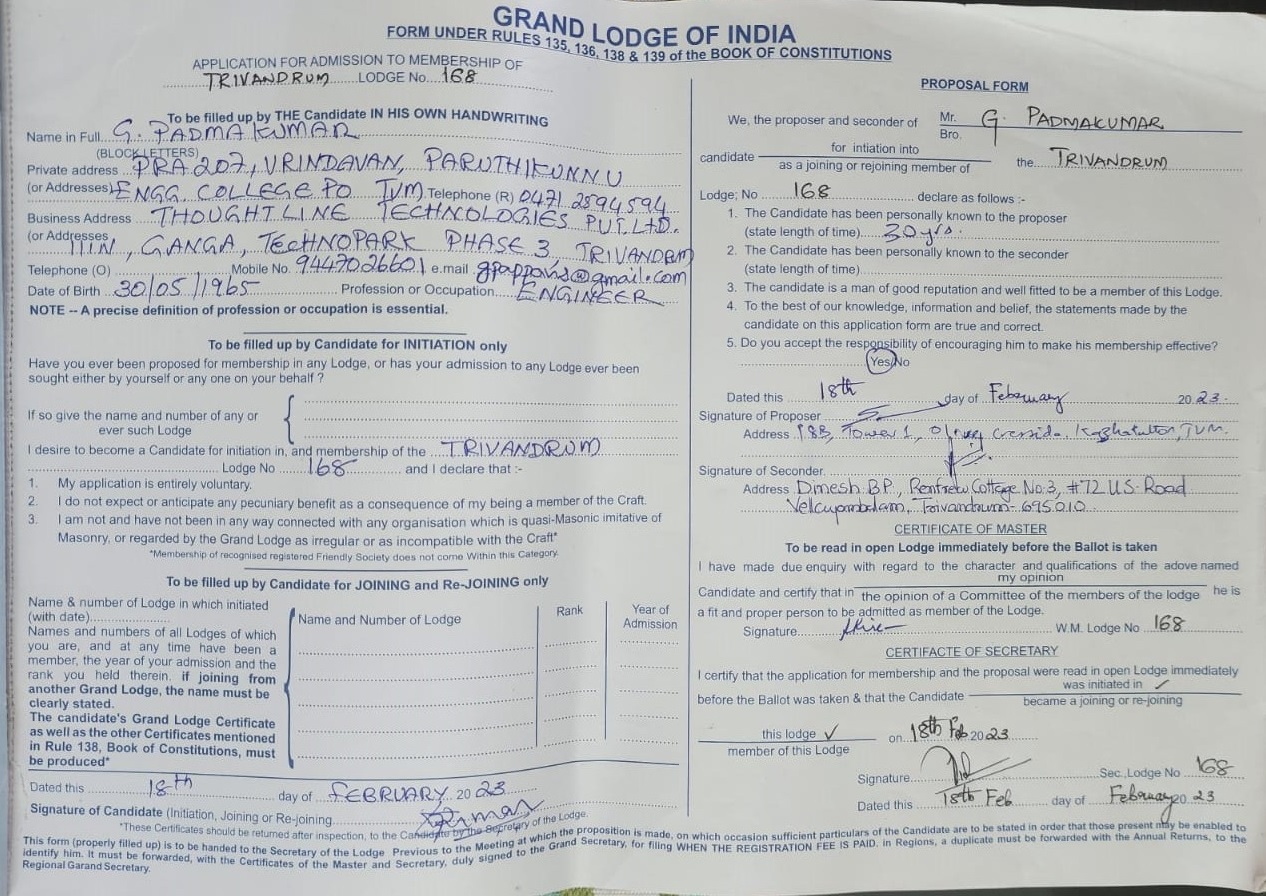 GRAND LODGE OF INDIA
FORM UNDER RULES 135, 136, 138 & 139 of the BOOK OF CONSTITUTIONS
APPLICATION FOR ADMISSION TO MEMBERSHIP OF
TRIVANDRUM LODGE No. 168
To be filled up by THE Candidate IN HIS OWN HANDWRITING
Name in Full G. PADMAKUMAR
(BLOCK LETTERS)
Private address PRA 207, VRINDAVAN, PARUTHIKUNNU
(or Addresses) ENGG. COLLEGE PO TVM Telephone (R) 0471 2594594
Business Address THOUGHTLINE TECHNOLOGIES PVT. LTD.
(or Addresses GANGA, TECHNOPARK PHASE 3, TRIVANDRM
Telephone (O) Mobile No. 9447026601 e.mail @gmail.com
Date of Birth 30/05/1965 Profession or Occupation ENGINEER
NOTE -- A precise definition of profession or occupation is essential.
To be filled up by Candidate for INITIATION only
Have you ever been proposed for membership in any Lodge, or has your admission to any Lodge ever been
sought either by yourself or any one on your behalf ?
If so give the name and number of any or
ever such Lodge
I desire to become a Candidate for initiation in, and membership of the TRIVANDRUM
Lodge No 168 and I declare that :-
1. My application is entirely voluntary.
2. I do not expect or anticipate any pecuniary benefit as a consequence of my being a member of the Craft.
3. I am not and have not been in any way connected with any organisation which is quasi-Masonic imitative of
Masonry, or regarded by the Grand Lodge as irregular or as incompatible with the Craft*
*Membership of recognised registered Friendly Society does not come Within this Category.
To be filled up by Candidate for JOINING and Re-JOINING only
Name & number of Lodge in which initiated
(with date)
Names and numbers of all Lodges of which
you are, and at any time have been a
member, the year of your admission and the
rank you held therein. if joining from
another Grand Lodge, the name must be
clearly stated.
The candidate's Grand Lodge Certificate
as well as the other Certificates mentioned
in Rule 138, Book of Constitutions, must
be produced*
Name and Number of Lodge
Rank
Year of
Admission
Dated this 18th day of FEBRUARY 20 23
Signature of Candidate (Initiation, Joining or Re-joining
*These Certificates should be returned after inspection, to the Candidate by the Secretary of the Lodge.
PROPOSAL FORM
We, the proposer and seconder of Mr. G. PADMAKUMAR
Bro.
for intiation into
candidate the TRIVANDRUM
as a joining or rejoining member of
Lodge; No 168 declare as follows :-
1. The Candidate has been personally known to the proposer
(state length of time) 30 yrs.
2. The Candidate has been personally known to the seconder
(state length of time)
3. The candidate is a man of good reputation and well fitted to be a member of this Lodge.
4. To the best of our knowledge, information and belief, the statements made by the
candidate on this application form are true and correct.
5. Do you accept the responsibility of encouraging him to make his membership effective?
Yes/No
Dated this 18th day of February 20 23.
Signature of Proposer
Address Tower 1, TVM.
Signature of Seconder.
Address Dinesh B.P., Renfrew Cottage No:3, #72 U.S. Road
Trivandrum- 695010
CERTIFICATE OF MASTER
To be read in open Lodge immediately before the Ballot is taken
I have made due enquiry with regard to the character and qualifications of the adove named
my opinion
Candidate and certify that in he is
the opinion of a Committee of the members of the lodge
a fit and proper person to be admitted as member of the Lodge.
Signature W.M. Lodge No 168
CERTIFACTE OF SECRETARY
I certify that the application for membership and the proposal were read in open Lodge immediately
was initiated in ✓
before the Ballot was taken & that the Candidate
became a joining or re-joining
this lodge ✓
on 18th Feb 2023
member of this Lodge
Signature Sec. Lodge No 168
Dated this 18th Feb day of February 20 23
This form (properly filled up) is to be handed to the Secretary of the Lodge Previous to the Meeting at which the proposition is made, on which occasion sufficient particulars of the Candidate are to be stated in order that those present may be enabled to
identify him. It must be forwarded, with the Certificates of the Master and Secretary, duly signed to the Grand Secretary, for filing WHEN THE REGISTRATION FEE IS PAID. in Regions, a duplicate must be forwarded with the Annual Returns, to the
Regional Garand Secretary.